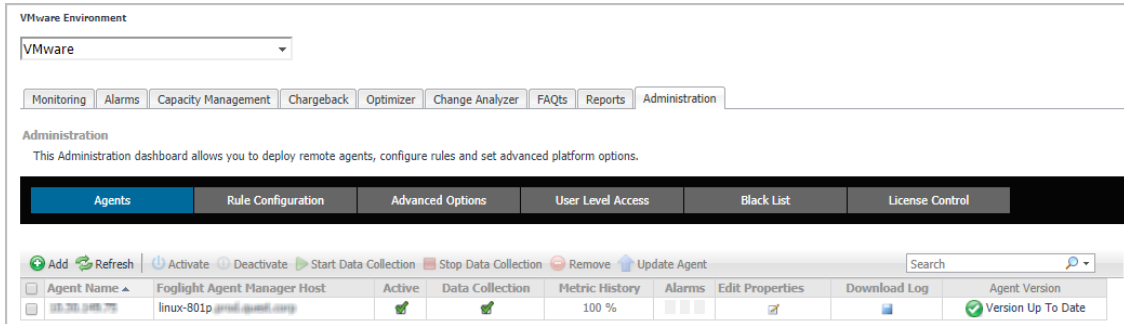 VMware Environment
VMware
Monitoring Alarms Capacity Management Chargeback Optimizer Change Analyzer FAQts Reports Administration
Administration
This Administration dashboard allows you to deploy remote agents, configure rules and set advanced platform options.
Agents Rule Configuration Advanced Options User Level Access Black List License Control
Add Refresh Activate Deactivate Start Data Collection Stop Data Collection Remove Update Agent Search
Agent Name Foglight Agent Manager Host Active Data Collection Metric History Alarms Edit Properties Download Log Agent Version
linux-801p 100 % Version Up To Date